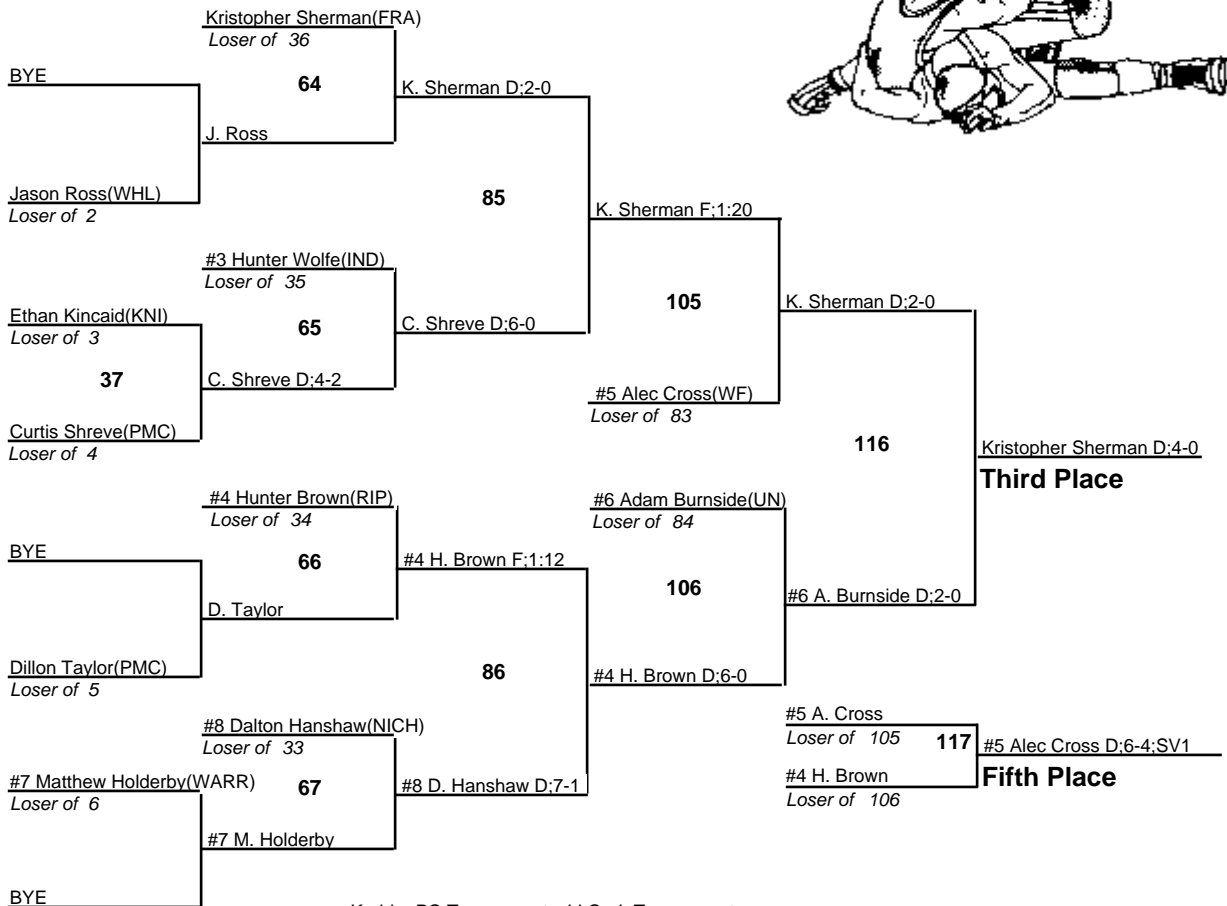 Kristopher Sherman(FRA)
Loser of 36
BYE
64
K. Sherman D;2-0
J. Ross
Jason Ross(WHL)
Loser of 2
85
K. Sherman F;1:20
#3 Hunter Wolfe(IND)
Loser of 35
Ethan Kincaid(KNI)
Loser of 3
65
C. Shreve D;6-0
105
K. Sherman D;2-0
37
C. Shreve D;4-2
#5 Alec Cross(WF)
Loser of 83
Curtis Shreve(PMC)
Loser of 4
116
Kristopher Sherman D;4-0
Third Place
#4 Hunter Brown(RIP)
Loser of 34
#6 Adam Burnside(UN)
Loser of 84
BYE
66
#4 H. Brown F;1:12
106
#6 A. Burnside D;2-0
D. Taylor
Dillon Taylor(PMC)
Loser of 5
86
#4 H. Brown D;6-0
#8 Dalton Hanshaw(NICH)
Loser of 33
#5 A. Cross
Loser of 105
117
#5 Alec Cross D;6-4;SV1
Fifth Place
#7 Matthew Holderby(WARR)
Loser of 6
67
#8 D. Hanshaw D;7-1
#4 H. Brown
Loser of 106
#7 M. Holderby
BYE